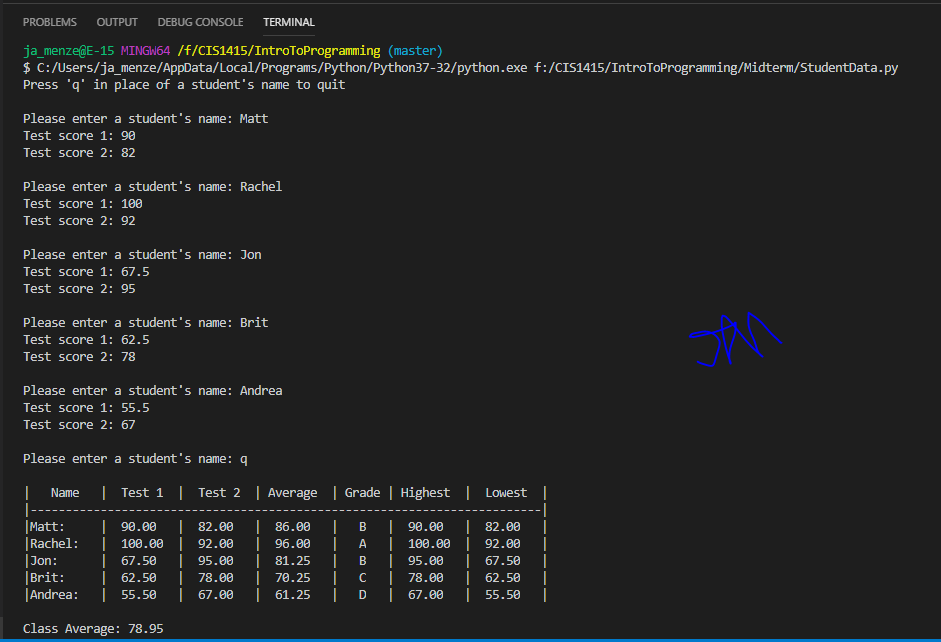 PROBLEMS OUTPUT DEBUG CONSOLE TERMINAL
ja_menze@E-15 MINGW64 /f/CIS1415/IntroToProgramming (master)
$ C:/Users/ja_menze/AppData/Local/Programs/Python/Python37-32/python.exe f:/CIS1415/IntroToProgramming/Midterm/StudentData.py
Press 'q' in place of a student's name to quit
Please enter a student's name: Matt
Test score 1: 90
Test score 2: 82
Please enter a student's name: Rachel
Test score 1: 100
Test score 2: 92
Please enter a student's name: Jon
Test score 1: 67.5
Test score 2: 95
Please enter a student's name: Brit
Test score 1: 62.5
Test score 2: 78
Please enter a student's name: Andrea
Test score 1: 55.5
Test score 2: 67
Please enter a student's name: q
| Name | Test 1 | Test 2 | Average | Grade | Highest | Lowest |
|-------------------------------------------------------------------------|
|Matt: | 90.00 | 82.00 | 86.00 | B | 90.00 | 82.00 |
|Rachel: | 100.00 | 92.00 | 96.00 | A | 100.00 | 92.00 |
|Jon: | 67.50 | 95.00 | 81.25 | B | 95.00 | 67.50 |
|Brit: | 62.50 | 78.00 | 70.25 | C | 78.00 | 62.50 |
|Andrea: | 55.50 | 67.00 | 61.25 | D | 67.00 | 55.50 |
Class Average: 78.95